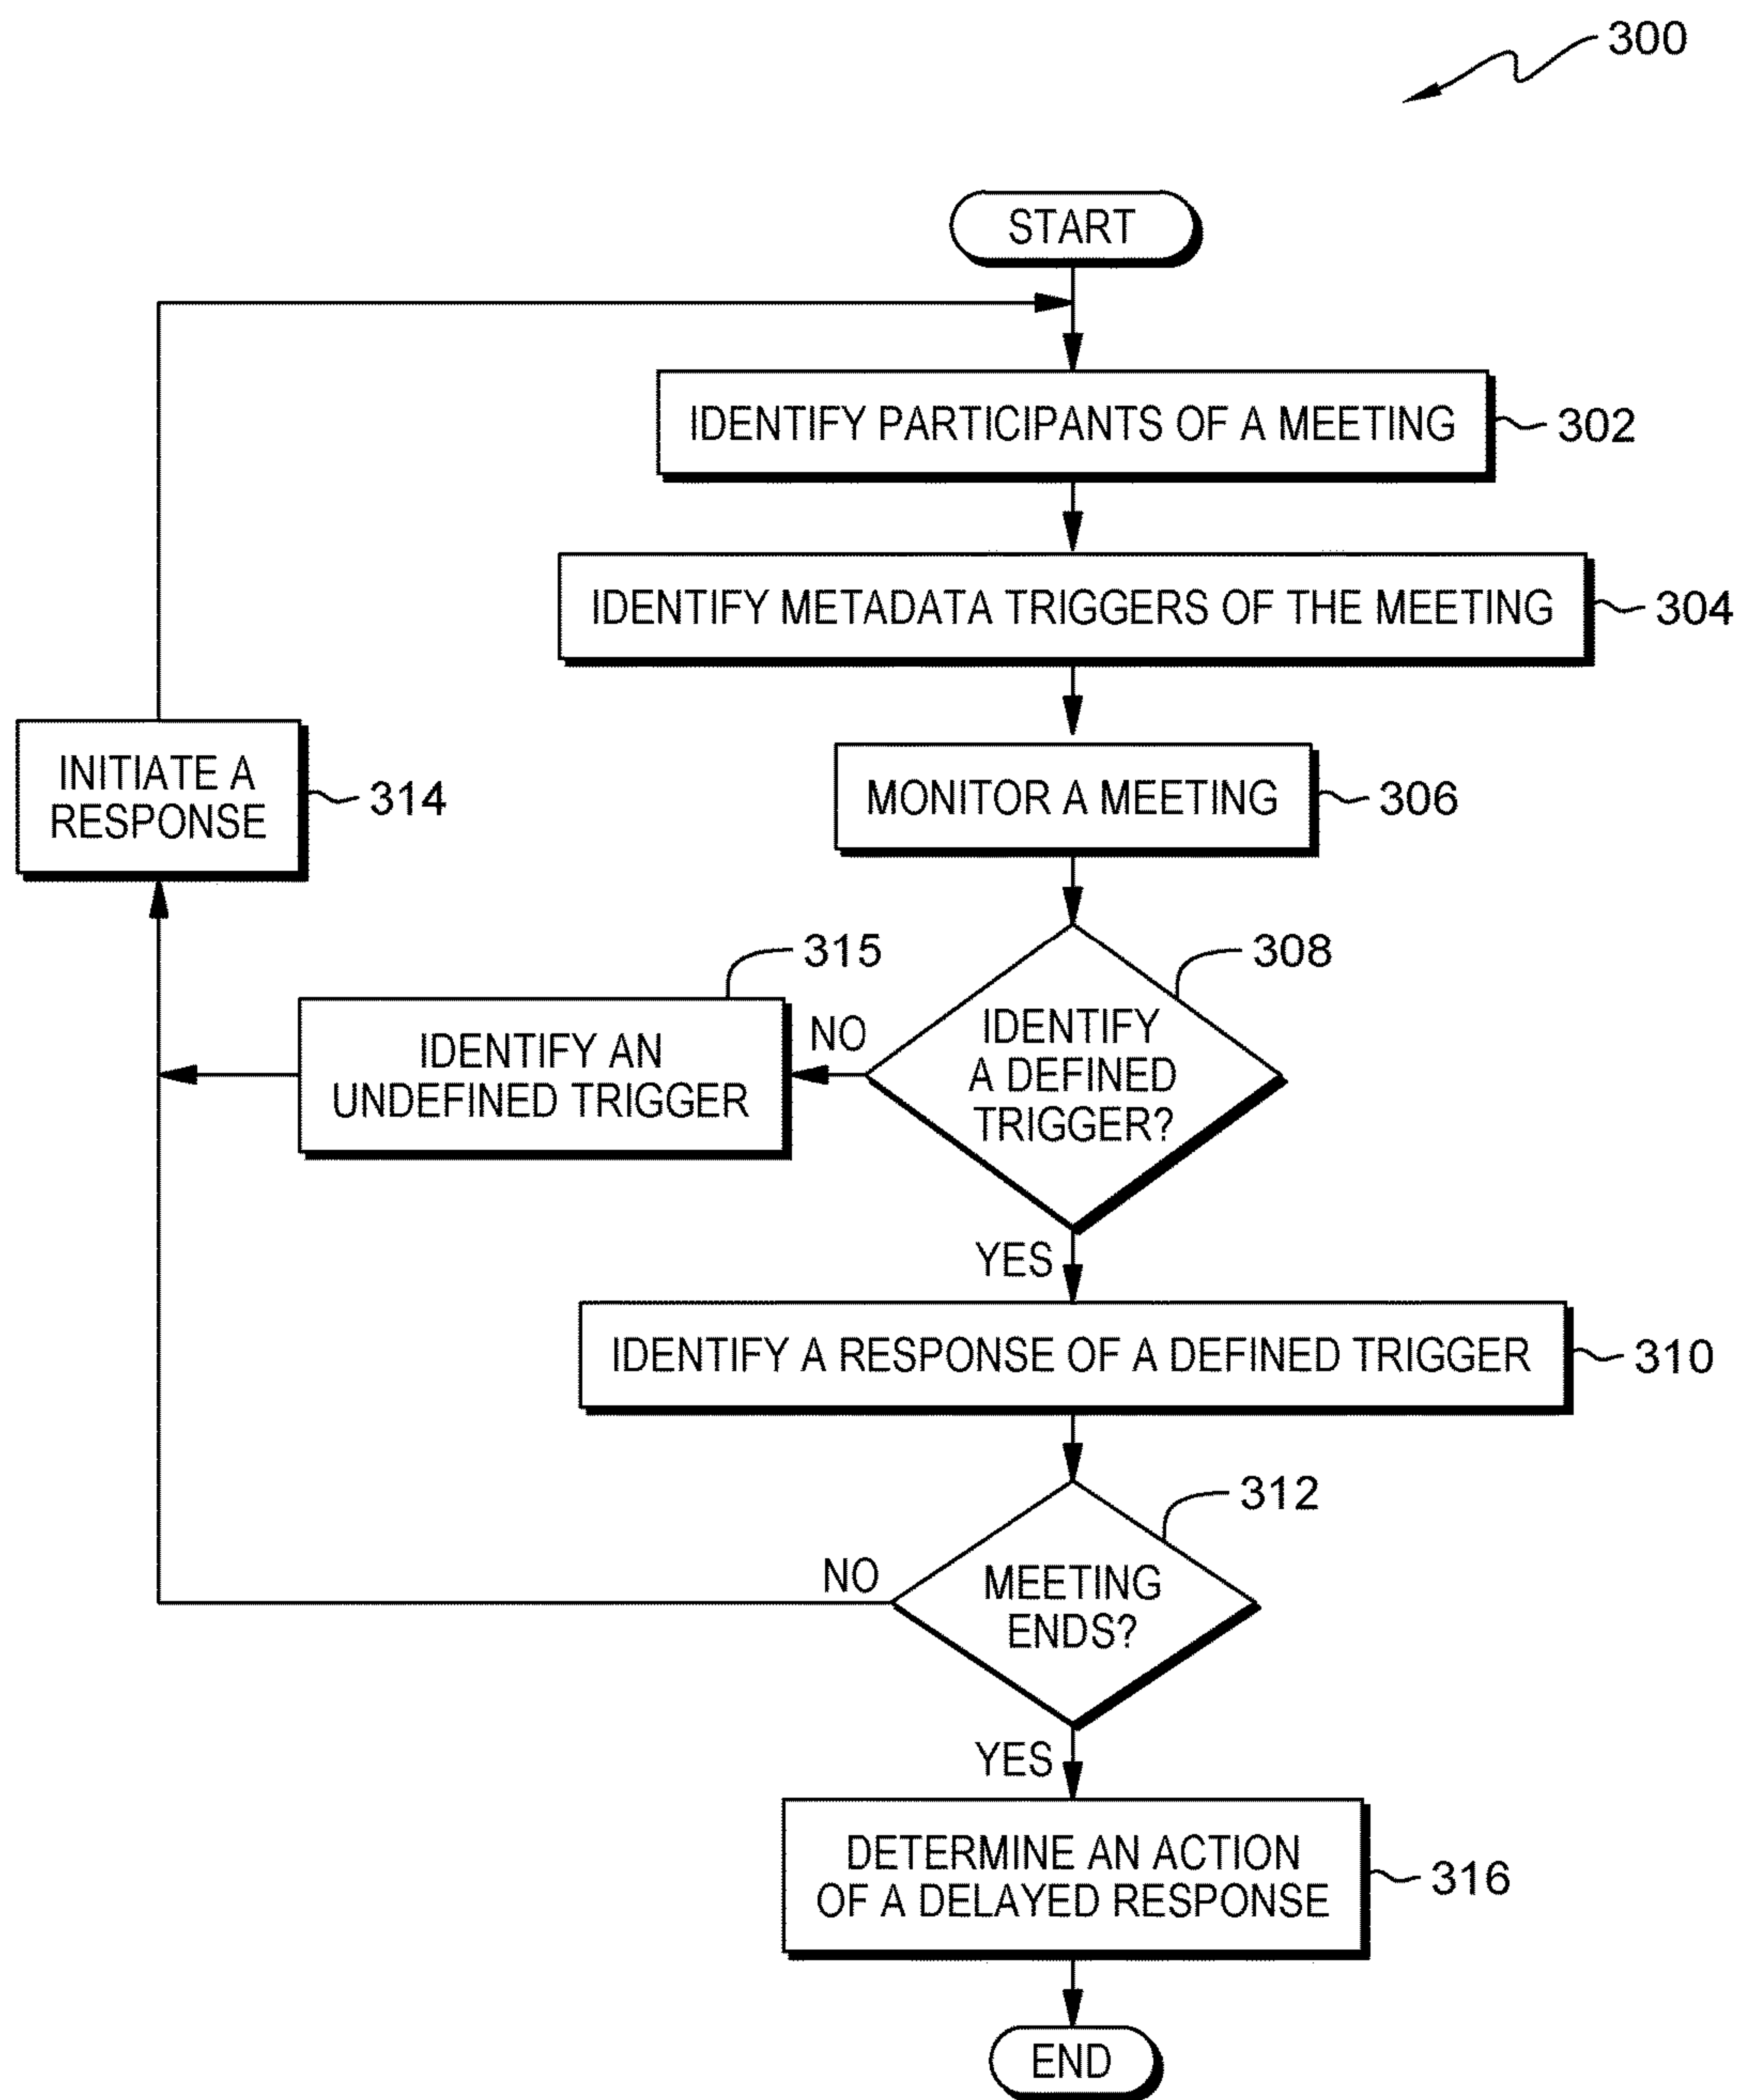 300
START
IDENTIFY PARTICIPANTS OF A MEETING
302
IDENTIFY METADATA TRIGGERS OF THE MEETING
304
INITIATE A
RESPONSE
314
MONITOR A MEETING
306
315
308
IDENTIFY AN
UNDEFINED TRIGGER
NO
IDENTIFY
A DEFINED
TRIGGER?
YES
IDENTIFY A RESPONSE OF A DEFINED TRIGGER
310
312
NO
MEETING
ENDS?
YES
DETERMINE AN ACTION
OF A DELAYED RESPONSE
316
END